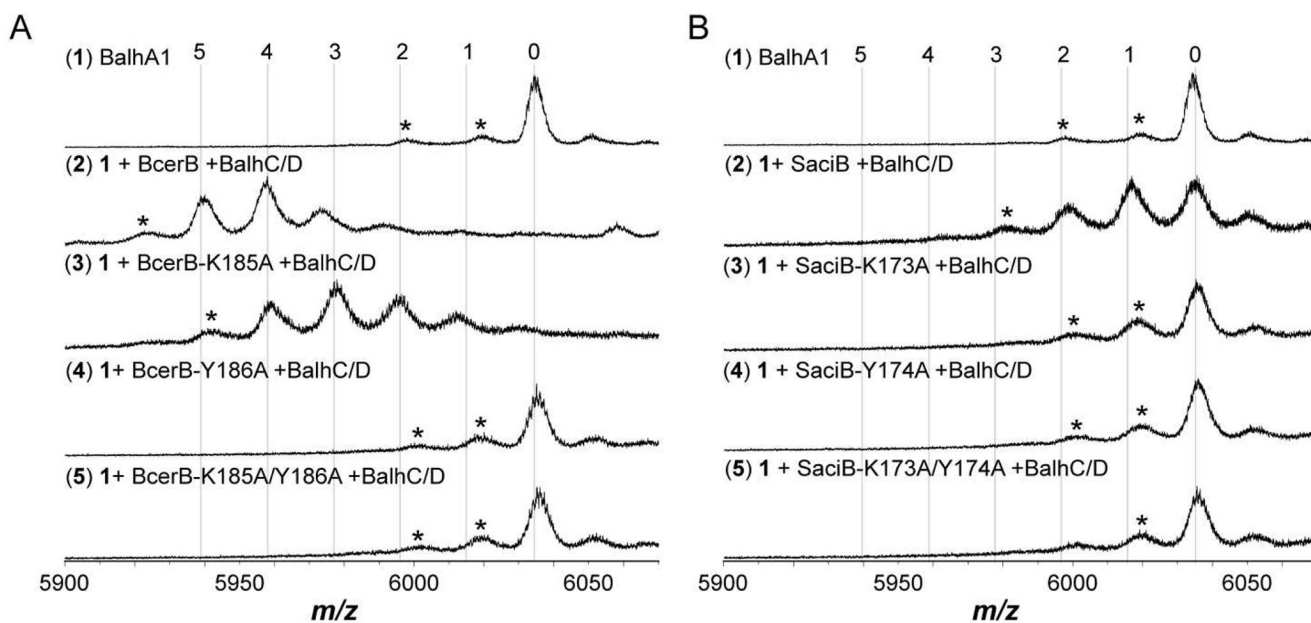 A
(1) BalhA1 5 4 3 2 1 0
* *
(2) 1 + BcerB +BalhC/D
*
(3) 1 + BcerB-K185A +BalhC/D
*
(4) 1+ BcerB-Y186A +BalhC/D
* *
(5) 1+ BcerB-K185A/Y186A +BalhC/D
* *
5900 5950 6000 6050
m/z
B
(1) BalhA1 5 4 3 2 1 0
* *
(2) 1+ SaciB +BalhC/D
*
(3) 1 + SaciB-K173A +BalhC/D
* *
(4) 1 + SaciB-Y174A +BalhC/D
* *
(5) 1 + SaciB-K173A/Y174A +BalhC/D
*
5900 5950 6000 6050
m/z